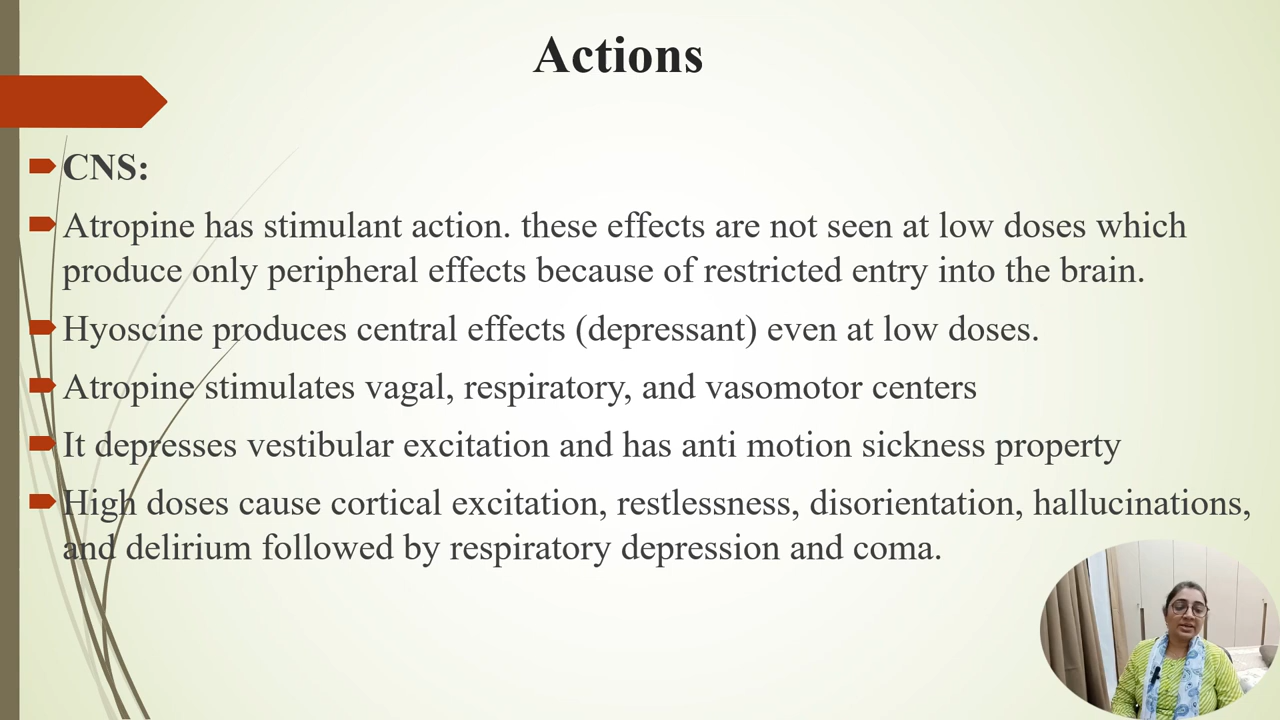 Actions
CNS:
Atropine has stimulant action. these effects are not seen at low doses which
produce only peripheral effects because of restricted entry into the brain.
Hyoscine produces central effects (depressant) even at low doses.
Atropine stimulates vagal, respiratory, and vasomotor centers
It depresses vestibular excitation and has anti motion sickness property
High doses cause cortical excitation, restlessness, disorientation, hallucinations,
and delirium followed by respiratory depression and coma.